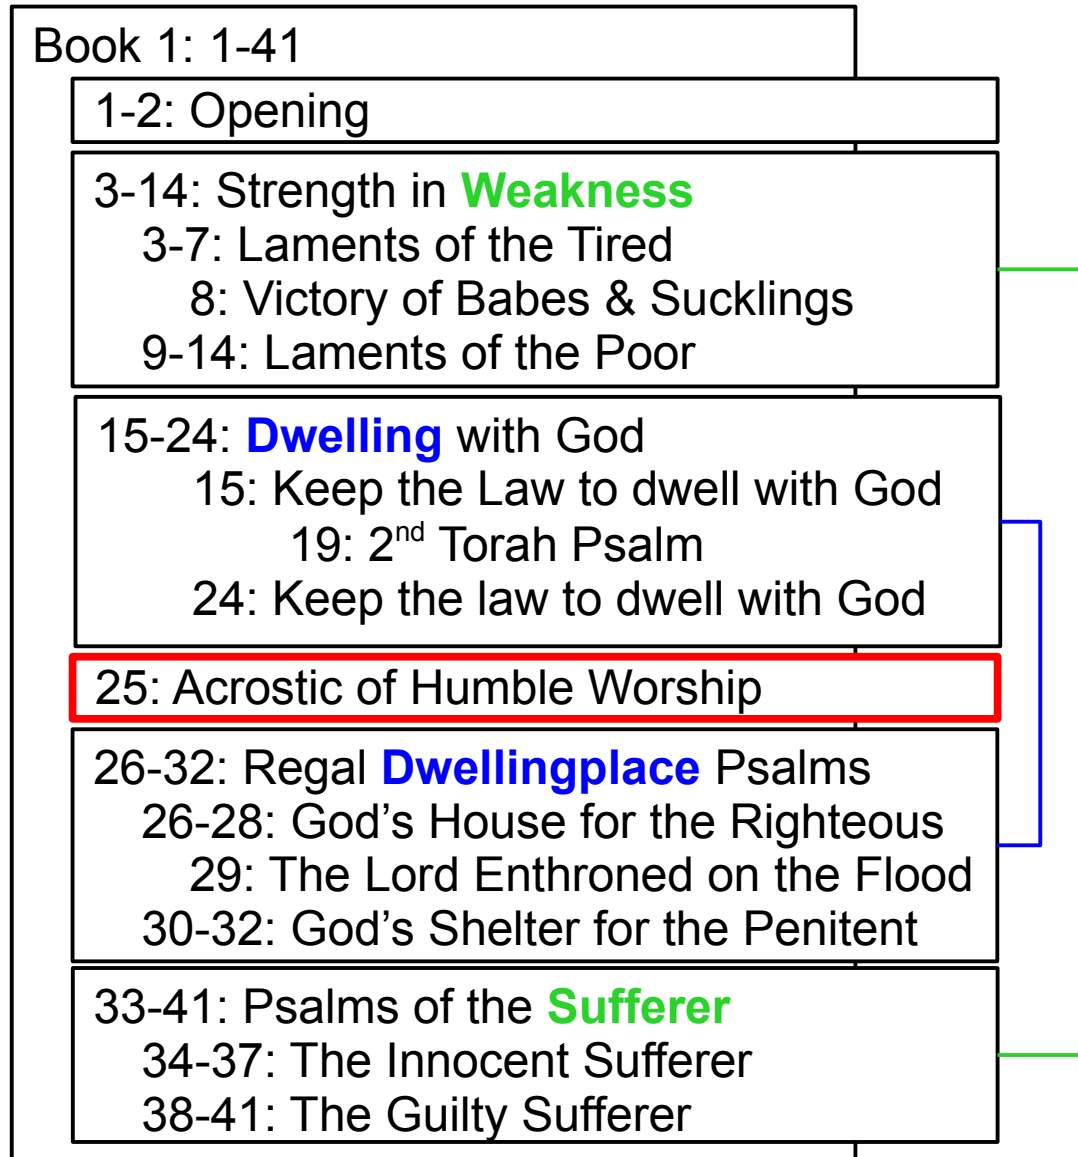 Book 1: 1-41
1-2: Opening
3-14: Strength in Weakness
3-7: Laments of the Tired
8: Victory of Babes & Sucklings
9-14: Laments of the Poor
15-24: Dwelling with God
15: Keep the Law to dwell with God
19: 2nd Torah Psalm
24: Keep the law to dwell with God
25: Acrostic of Humble Worship
26-32: Regal Dwellingplace Psalms
26-28: God’s House for the Righteous
29: The Lord Enthroned on the Flood
30-32: God’s Shelter for the Penitent
33-41: Psalms of the Sufferer
34-37: The Innocent Sufferer
38-41: The Guilty Sufferer